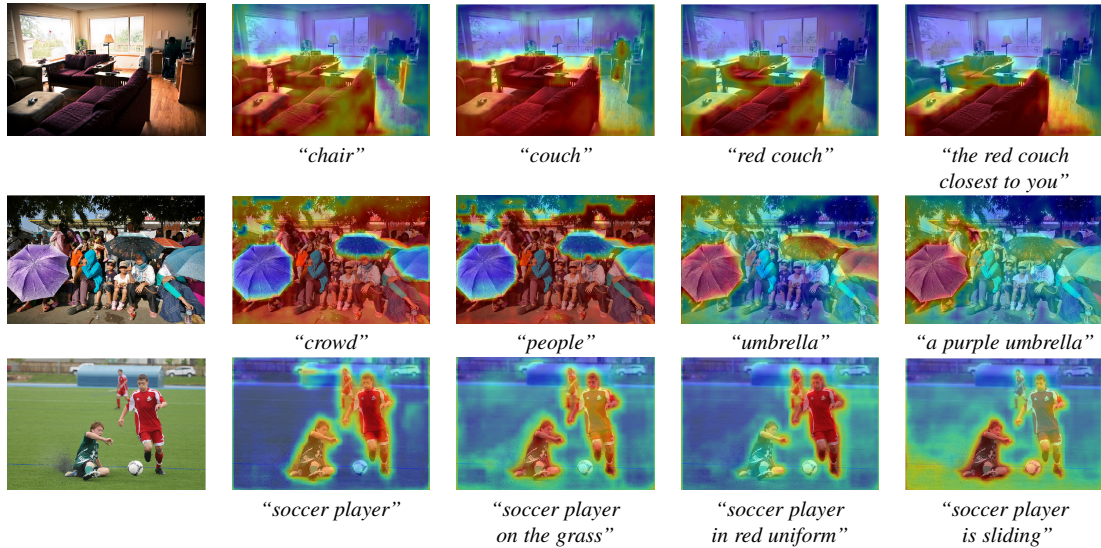 “chair”
“couch”
“red couch”
“the red couch
closest to you”
“crowd”
“people”
“umbrella”
“a purple umbrella”
“soccer player”
“soccer player
on the grass”
“soccer player
in red uniform”
“soccer player
is sliding”